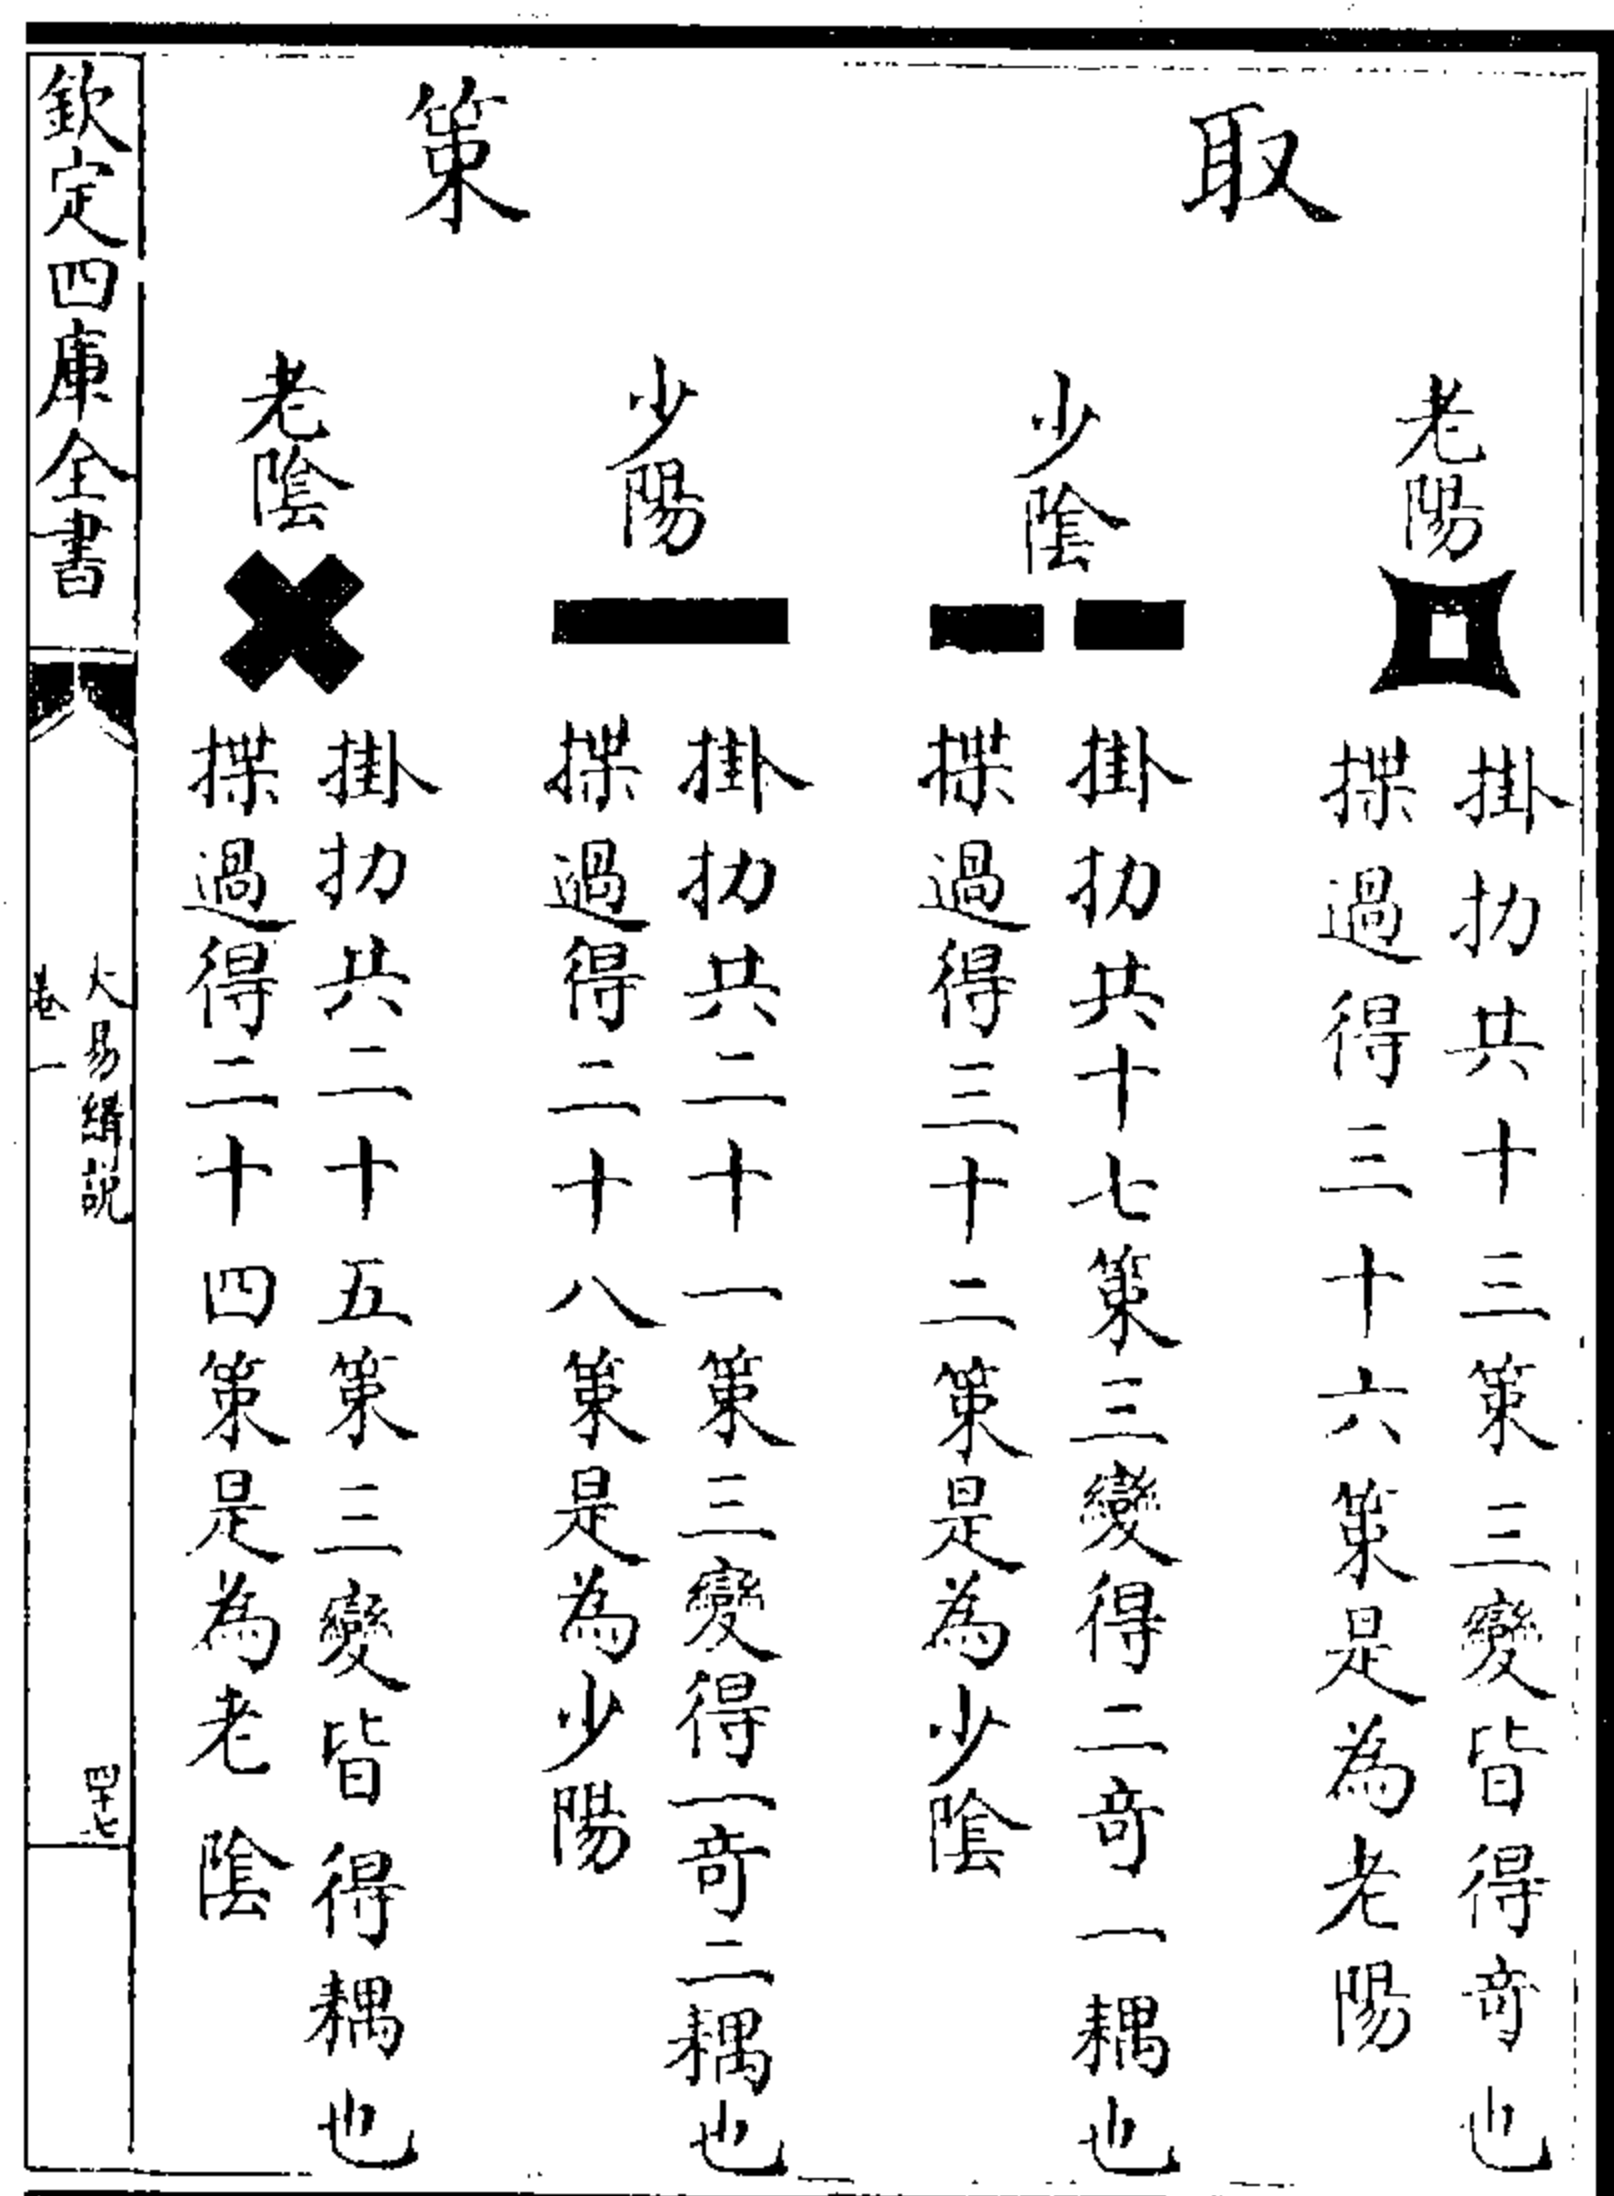 取
策
老陽
掛扐共十三策三變皆得竒也
揲過得三十六策是為老陽
少陰
掛扐共十七策三變得二竒一耦也
揲過得三十二策是為少陰
少陽
掛扐共二十一策三變得一竒二耦也
揲過得二十八策是為少陽
老陰
掛扐共二十五策三變皆得耦也
揲過得二十四策是為老陰
欽定四庫全書
大易緝說
卷一
四十七